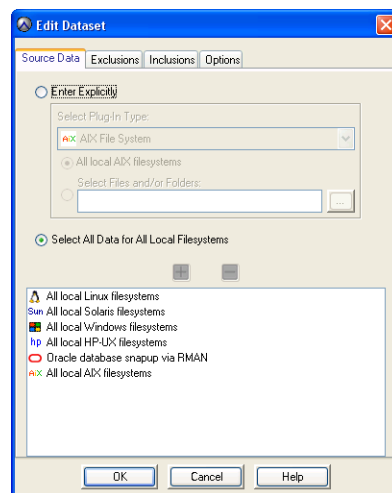 Edit Dataset
Source Data Exclusions Inclusions Options
Enter Explicitly
Select Plug-In Type:
AiX AIX File System
All local AIX filesystems
Select Files and/or Folders:
...
Select All Data for All Local Filesystems
All local Linux filesystems
Sun All local Solaris filesystems
All local Windows filesystems
hp All local HP-UX filesystems
Oracle database snapup via RMAN
AiX All local AIX filesystems
OK Cancel Help